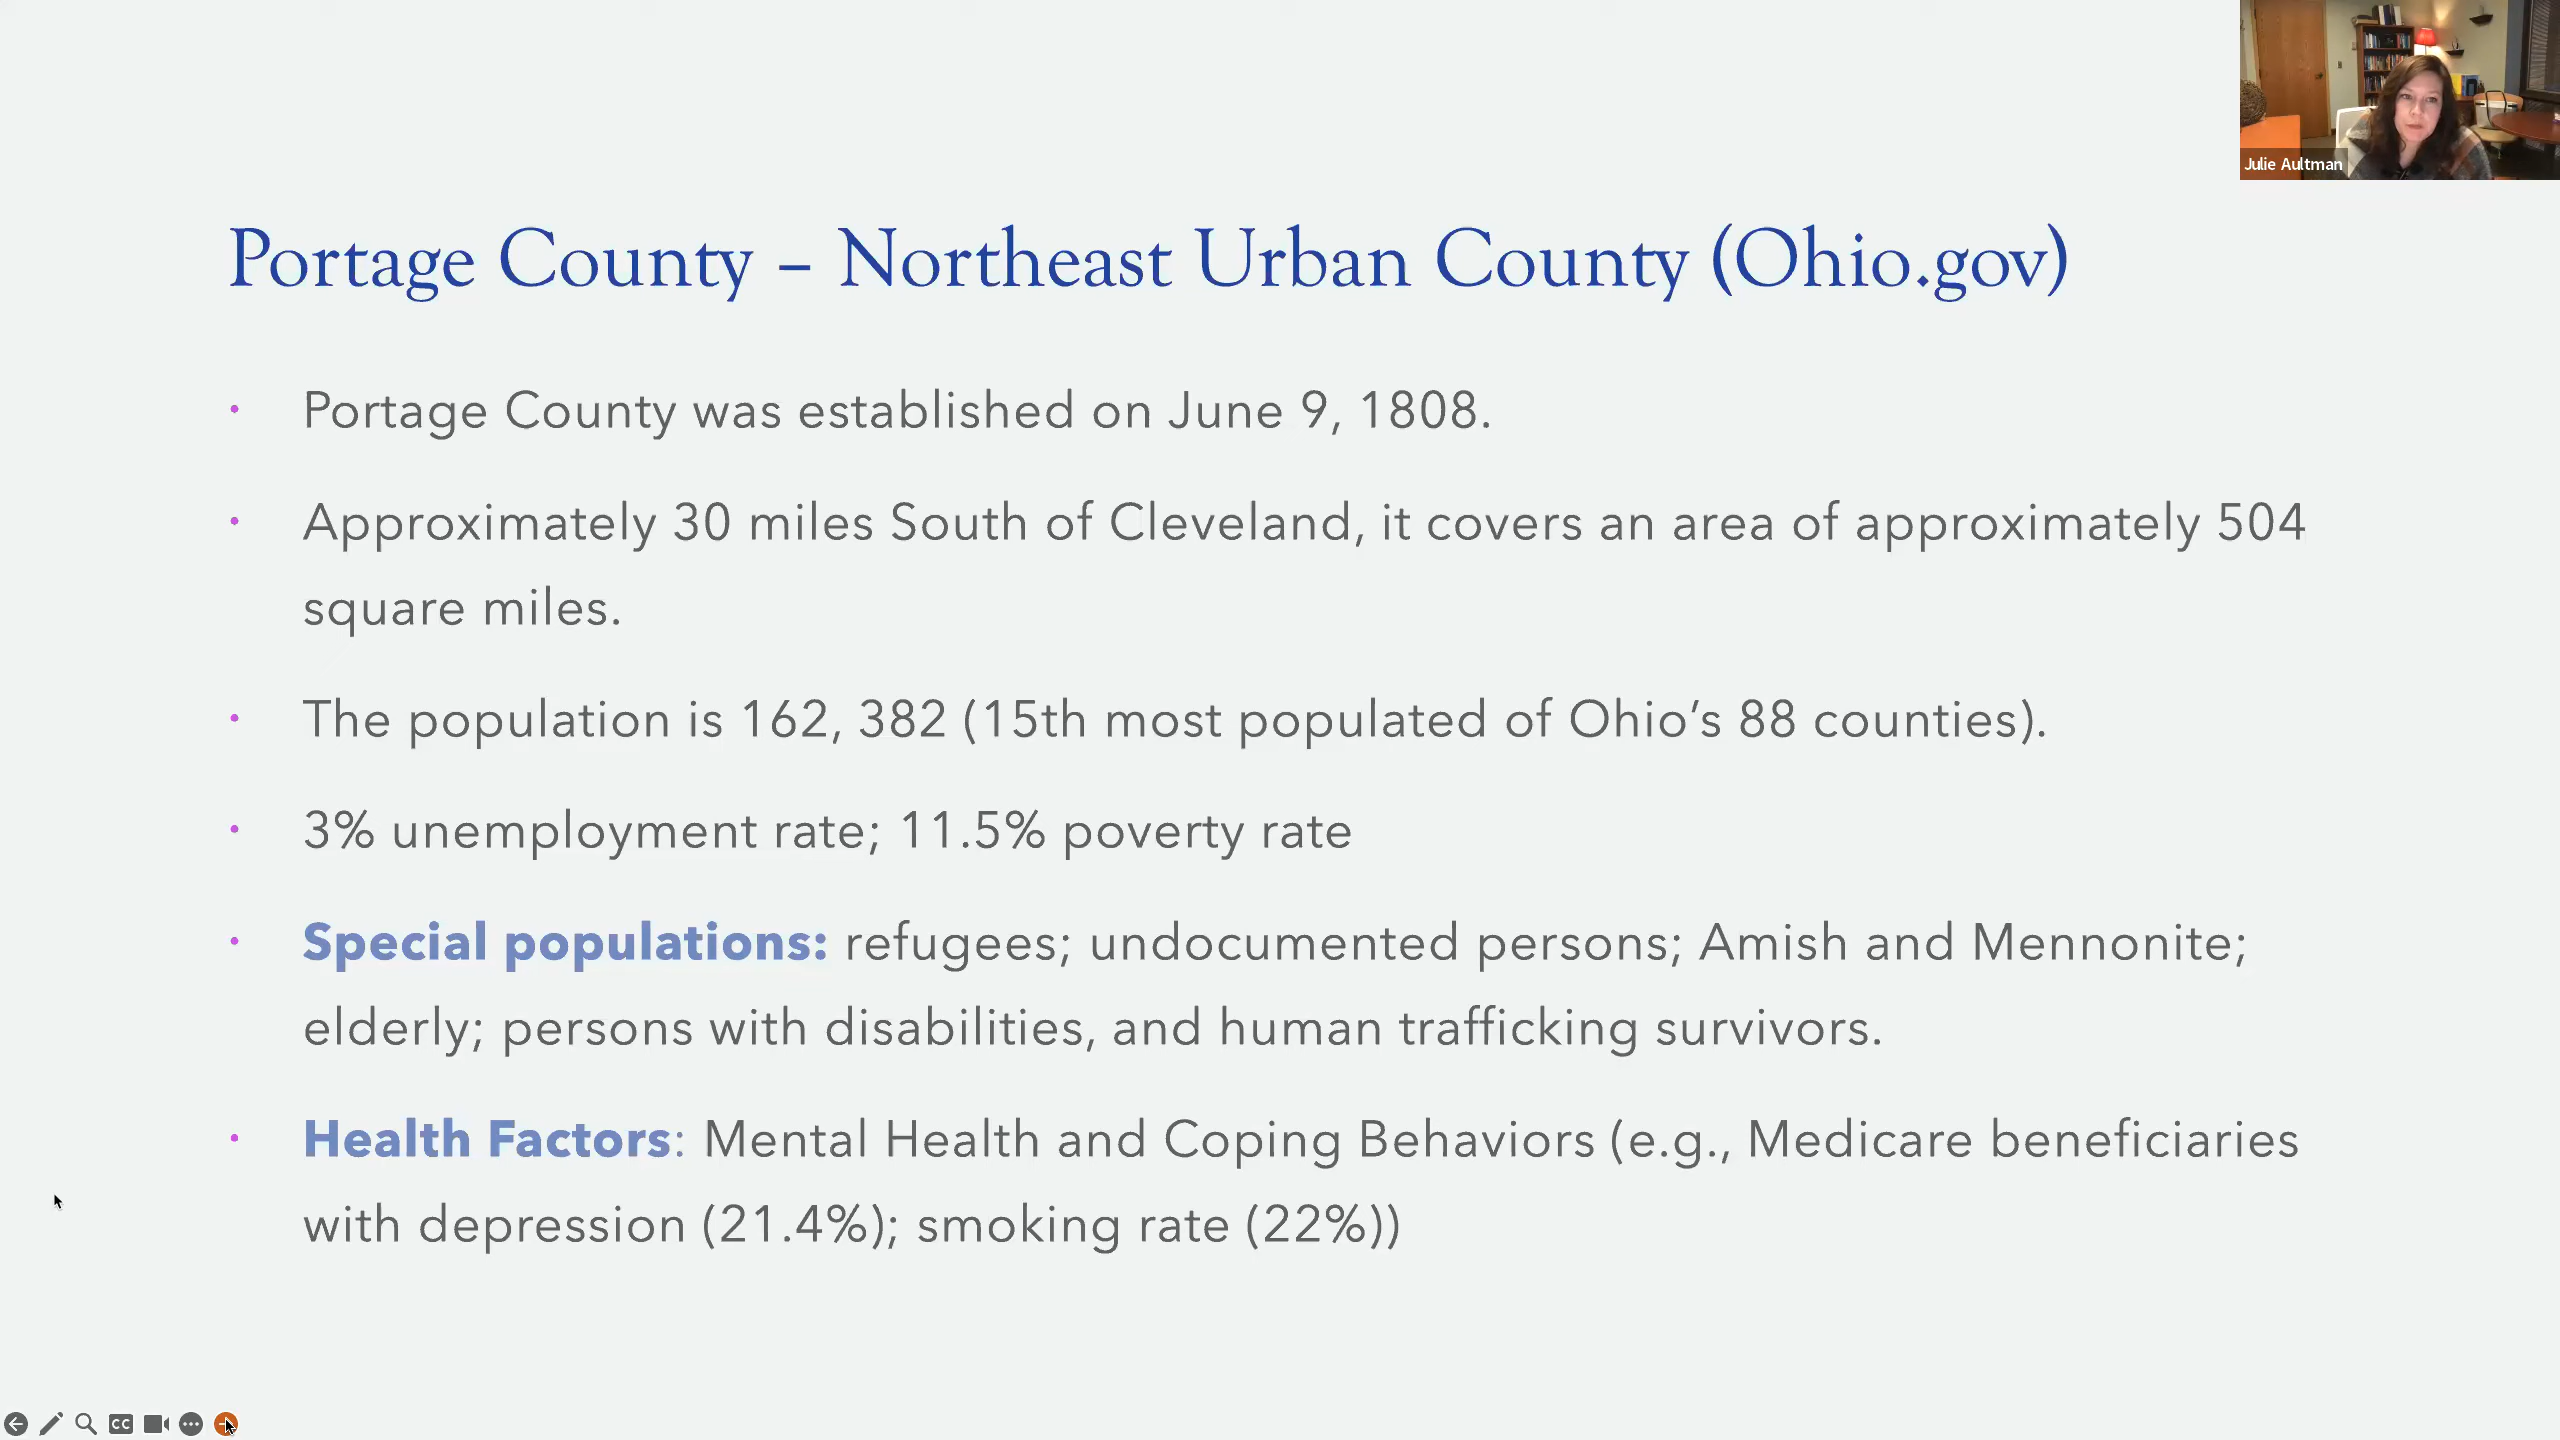 Julie Aultman
Portage County – Northeast Urban County (Ohio.gov)
• Portage County was established on June 9, 1808.
• Approximately 30 miles South of Cleveland, it covers an area of approximately 504
square miles.
• The population is 162, 382 (15th most populated of Ohio’s 88 counties).
• 3% unemployment rate; 11.5% poverty rate
• Special populations: refugees; undocumented persons; Amish and Mennonite;
elderly; persons with disabilities, and human trafficking survivors.
• Health Factors: Mental Health and Coping Behaviors (e.g., Medicare beneficiaries
with depression (21.4%); smoking rate (22%))
CC